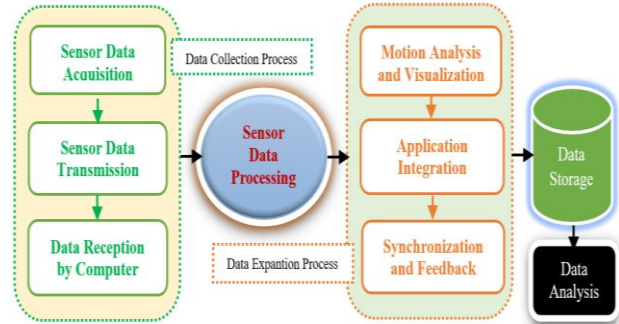 Sensor Data
Acquisition
Sensor Data
Transmission
Data Reception
by Computer
Data Collection Process
Sensor
Data
Processing
Data Expantion Process
Motion Analysis
and Visualization
Application
Integration
Synchronization
and Feedback
Data
Storage
Data
Analysis